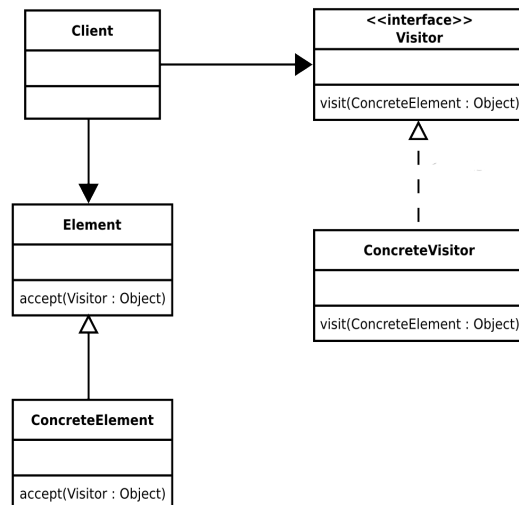 Client
<<interface>>
Visitor
visit(ConcreteElement : Object)
Element
accept(Visitor : Object)
ConcreteVisitor
visit(ConcreteElement : Object)
ConcreteElement
accept(Visitor : Object)